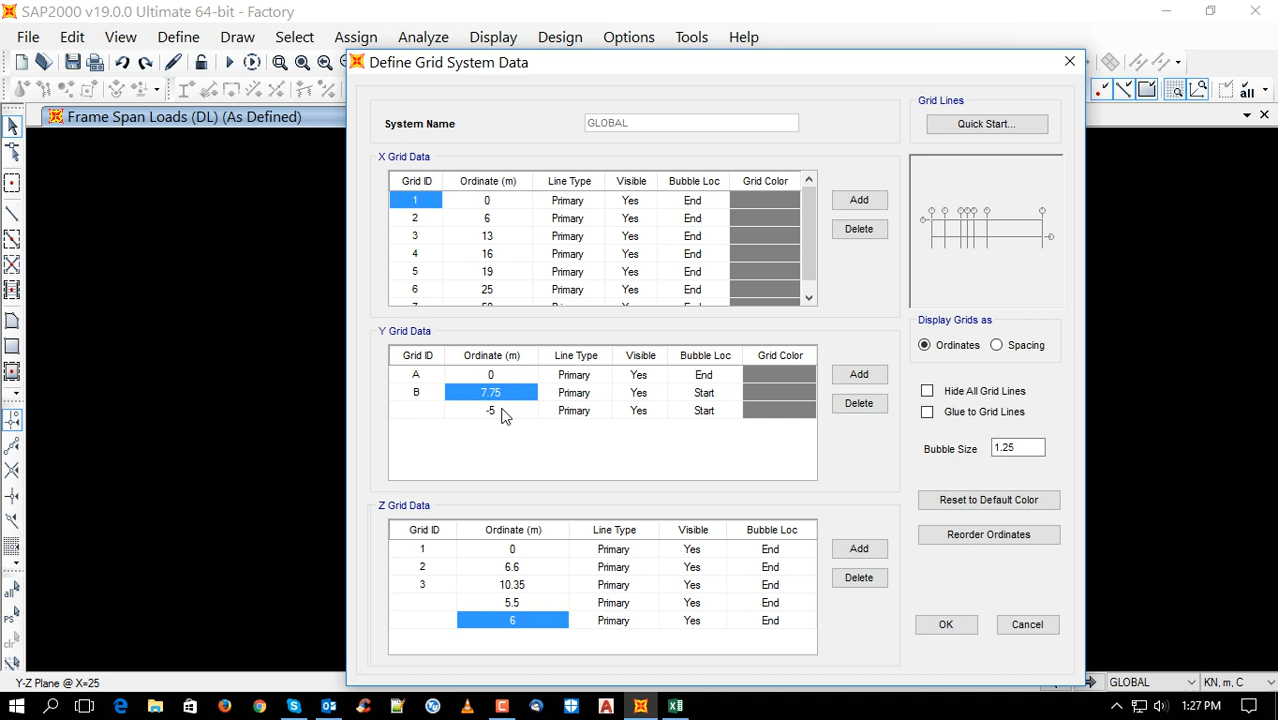 SAP2000 v19.0.0 Ultimate 64-bit - Factory
File Edit View Define Draw Select Assign Analyze Display Design Options Tools Help
Define Grid System Data
all
Frame Span Loads (DL) (As Defined)
System Name GLOBAL
Grid Lines
Quick Start...
X Grid Data
Grid ID Ordinate (m) Line Type Visible Bubble Loc Grid Color
1 0 Primary Yes End
2 6 Primary Yes End
3 13 Primary Yes End
4 16 Primary Yes End
5 19 Primary Yes End
6 25 Primary Yes End
Add
Delete
Y Grid Data
Grid ID Ordinate (m) Line Type Visible Bubble Loc Grid Color
A 0 Primary Yes End
B 7.75 Primary Yes Start
-5 Primary Yes Start
Add
Delete
Z Grid Data
Grid ID Ordinate (m) Line Type Visible Bubble Loc
1 0 Primary Yes End
2 6.6 Primary Yes End
3 10.35 Primary Yes End
5.5 Primary Yes End
6 Primary Yes End
Add
Delete
Display Grids as
Ordinates Spacing
Hide All Grid Lines
Glue to Grid Lines
Bubble Size 1.25
Reset to Default Color
Reorder Ordinates
OK Cancel
all
PS
clr
Y-Z Plane @ X=25
GLOBAL KN, m, C
1:27 PM